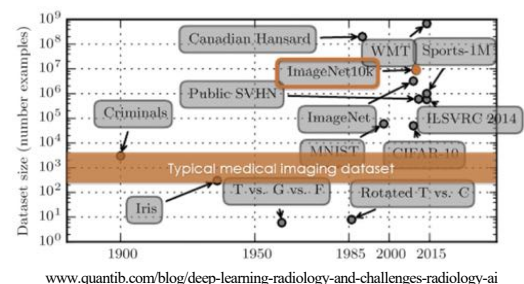 Dataset size (number examples)
10⁹
10⁸
10⁷
10⁶
10⁵
10⁴
10³
10²
10¹
10⁰
Canadian Hansard
WMT
Sports-1M
ImageNet10k
Public SVHN
Criminals
ImageNet
ILSVRC 2014
MNIST
CIFAR-10
Typical medical imaging dataset
T vs. G vs. F
Rotated T vs. C
Iris
1900
1950
1985
2000
2015
www.quantib.com/blog/deep-learning-radiology-and-challenges-radiology-ai